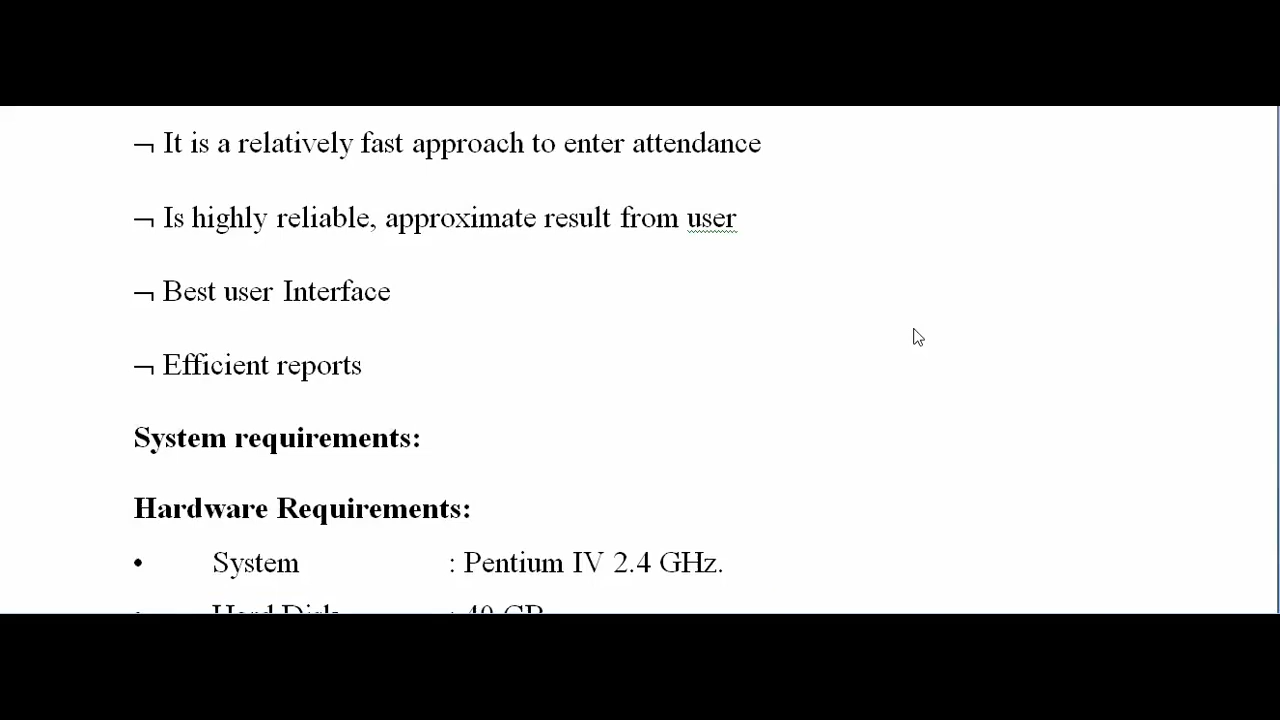 ¬ It is a relatively fast approach to enter attendance
¬ Is highly reliable, approximate result from user
¬ Best user Interface
¬ Efficient reports
System requirements:
Hardware Requirements:
• System : Pentium IV 2.4 GHz.
• Hard Disk : 40 GB